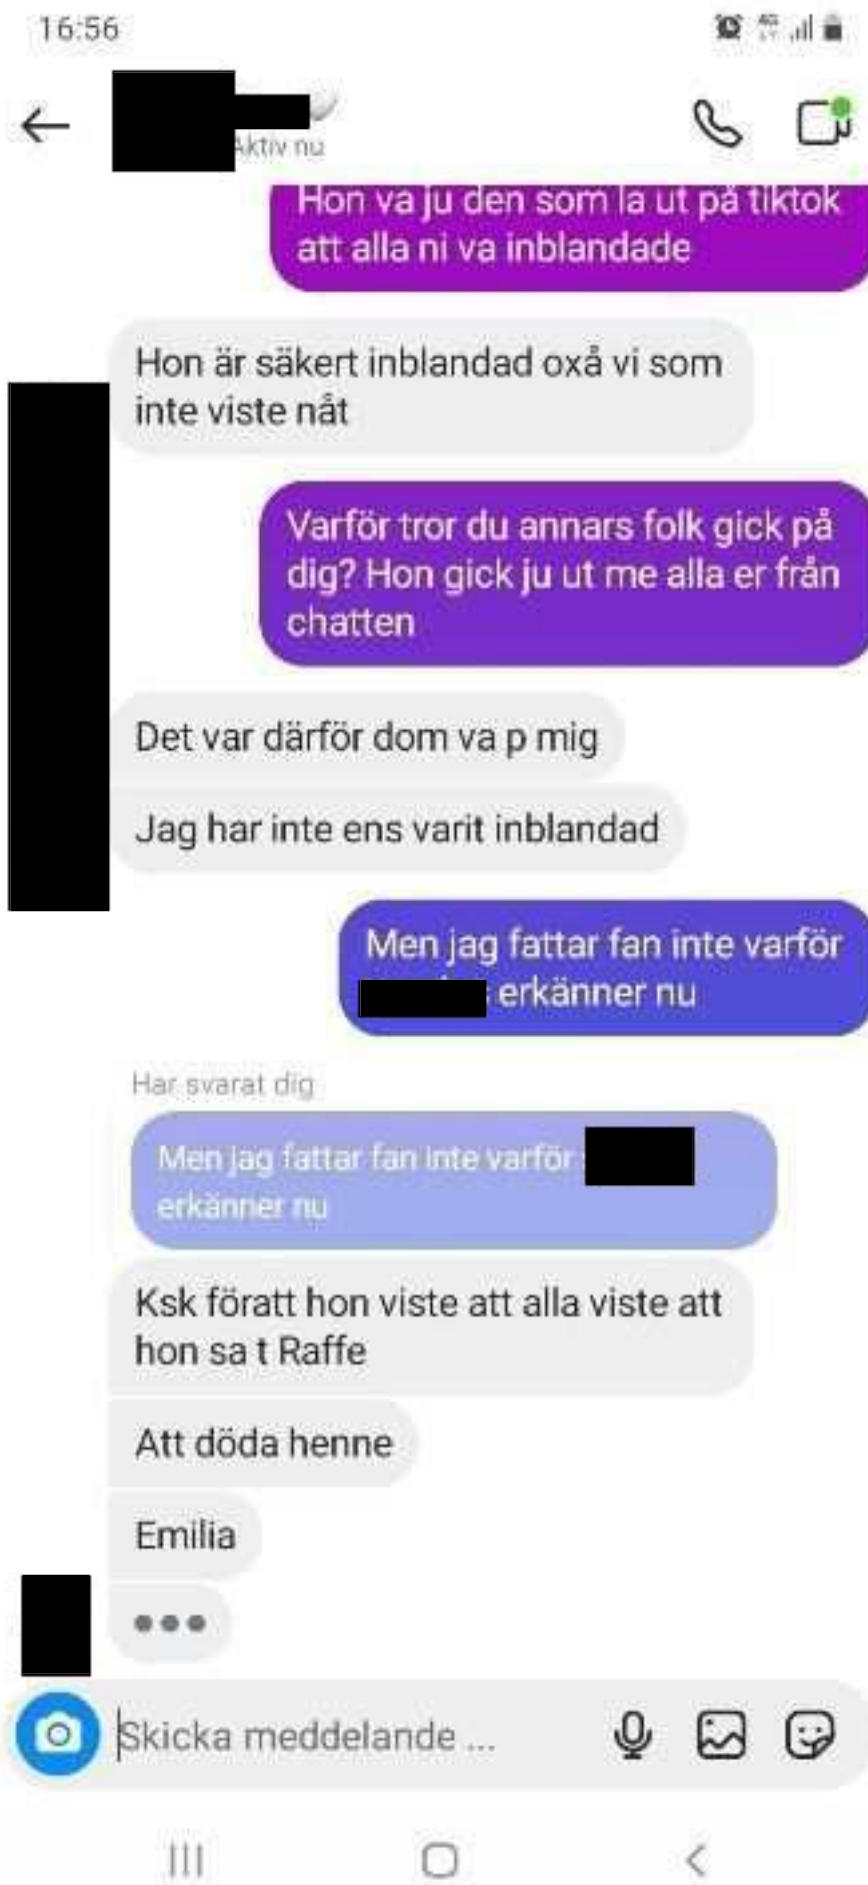 16:56
4G
Aktiv nu
Hon va ju den som la ut på tiktok
att alla ni va inblandade
Hon är säkert inblandad oxå vi som
inte viste nåt
Varför tror du annars folk gick på
dig? Hon gick ju ut me alla er från
chatten
Det var därför dom va p mig
Jag har inte ens varit inblandad
Men jag fattar fan inte varför
erkänner nu
Har svarat dig
Men jag fattar fan inte varför
erkänner nu
Ksk föratt hon viste att alla viste att
hon sa t Raffe
Att döda henne
Emilia
Skicka meddelande ...